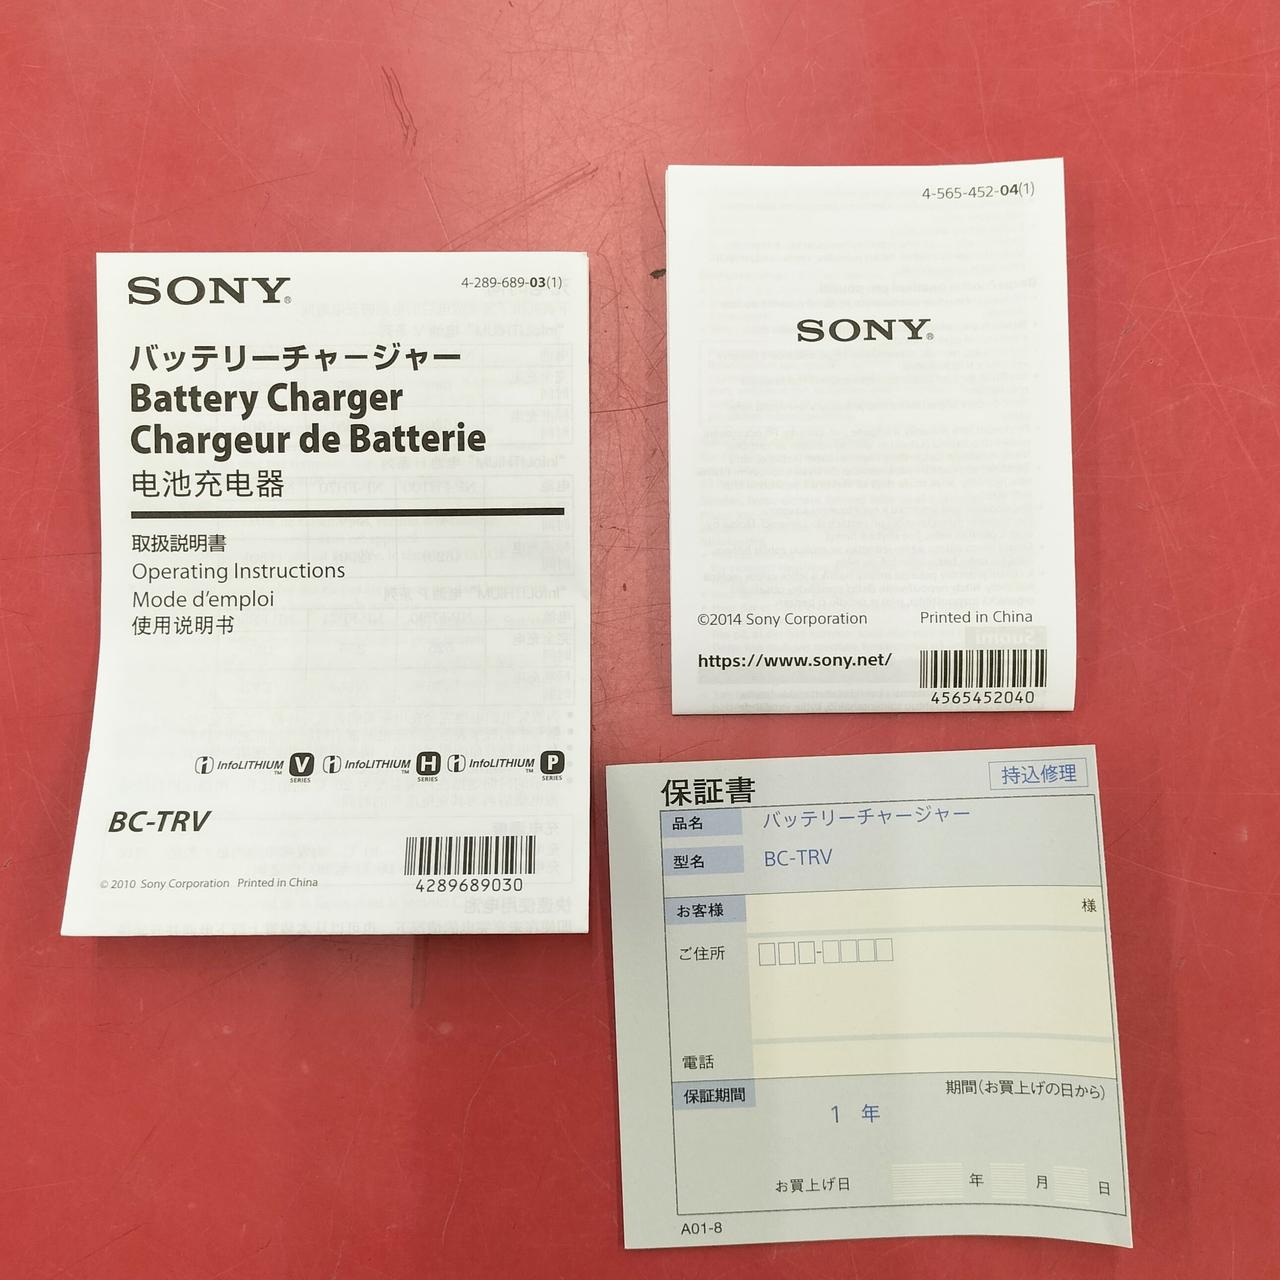 SONY®
4-289-689-03(1)
バッテリーチャージャー
Battery Charger
Chargeur de Batterie
电池充电器
取扱説明書
Operating Instructions
Mode d'emploi
使用说明书
InfoLITHIUM™ V SERIES InfoLITHIUM™ H SERIES InfoLITHIUM™ P SERIES
BC-TRV
© 2010 Sony Corporation Printed in China
4289689030
4-565-452-04(1)
SONY®
©2014 Sony Corporation Printed in China
https://www.sony.net/
4565452040
保証書
持込修理
品名 バッテリーチャージャー
型名 BC-TRV
お客様 様
ご住所
電話
保証期間 期間(お買上げの日から)
1 年
お買上げ日 年 月 日
A01-8